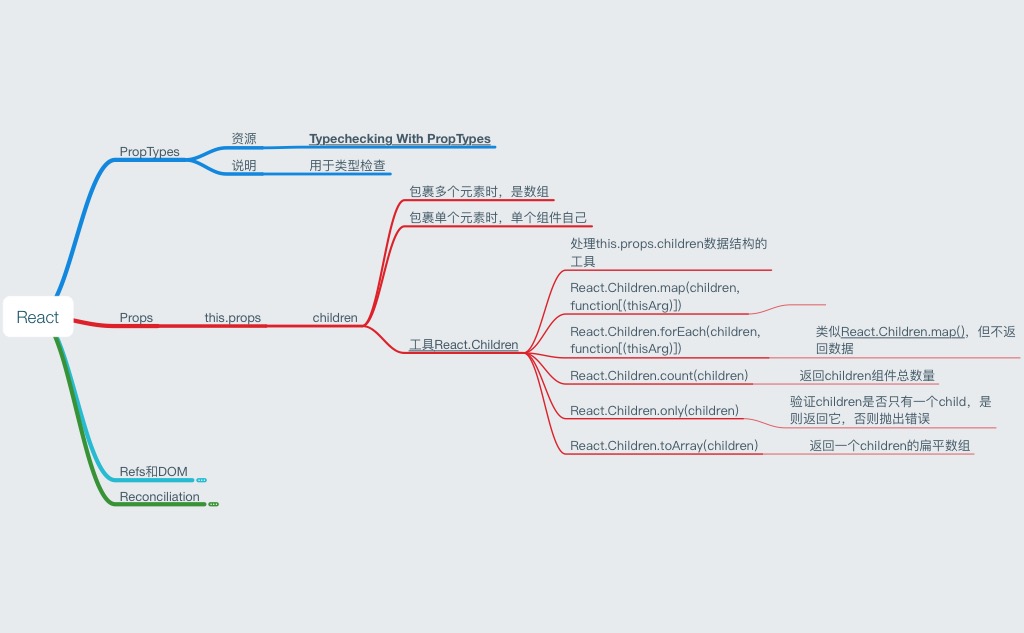 React
PropTypes
资源
Typechecking With PropTypes
说明
用于类型检查
Props
this.props
children
包裹多个元素时，是数组
包裹单个元素时，单个组件自己
工具React.Children
处理this.props.children数据结构的
工具
React.Children.map(children,
function[(thisArg)])
React.Children.forEach(children,
function[(thisArg)])
类似React.Children.map()，但不返
回数据
React.Children.count(children)
返回children组件总数量
React.Children.only(children)
验证children是否只有一个child，是
则返回它，否则抛出错误
React.Children.toArray(children)
返回一个children的扁平数组
Refs和DOM
Reconciliation